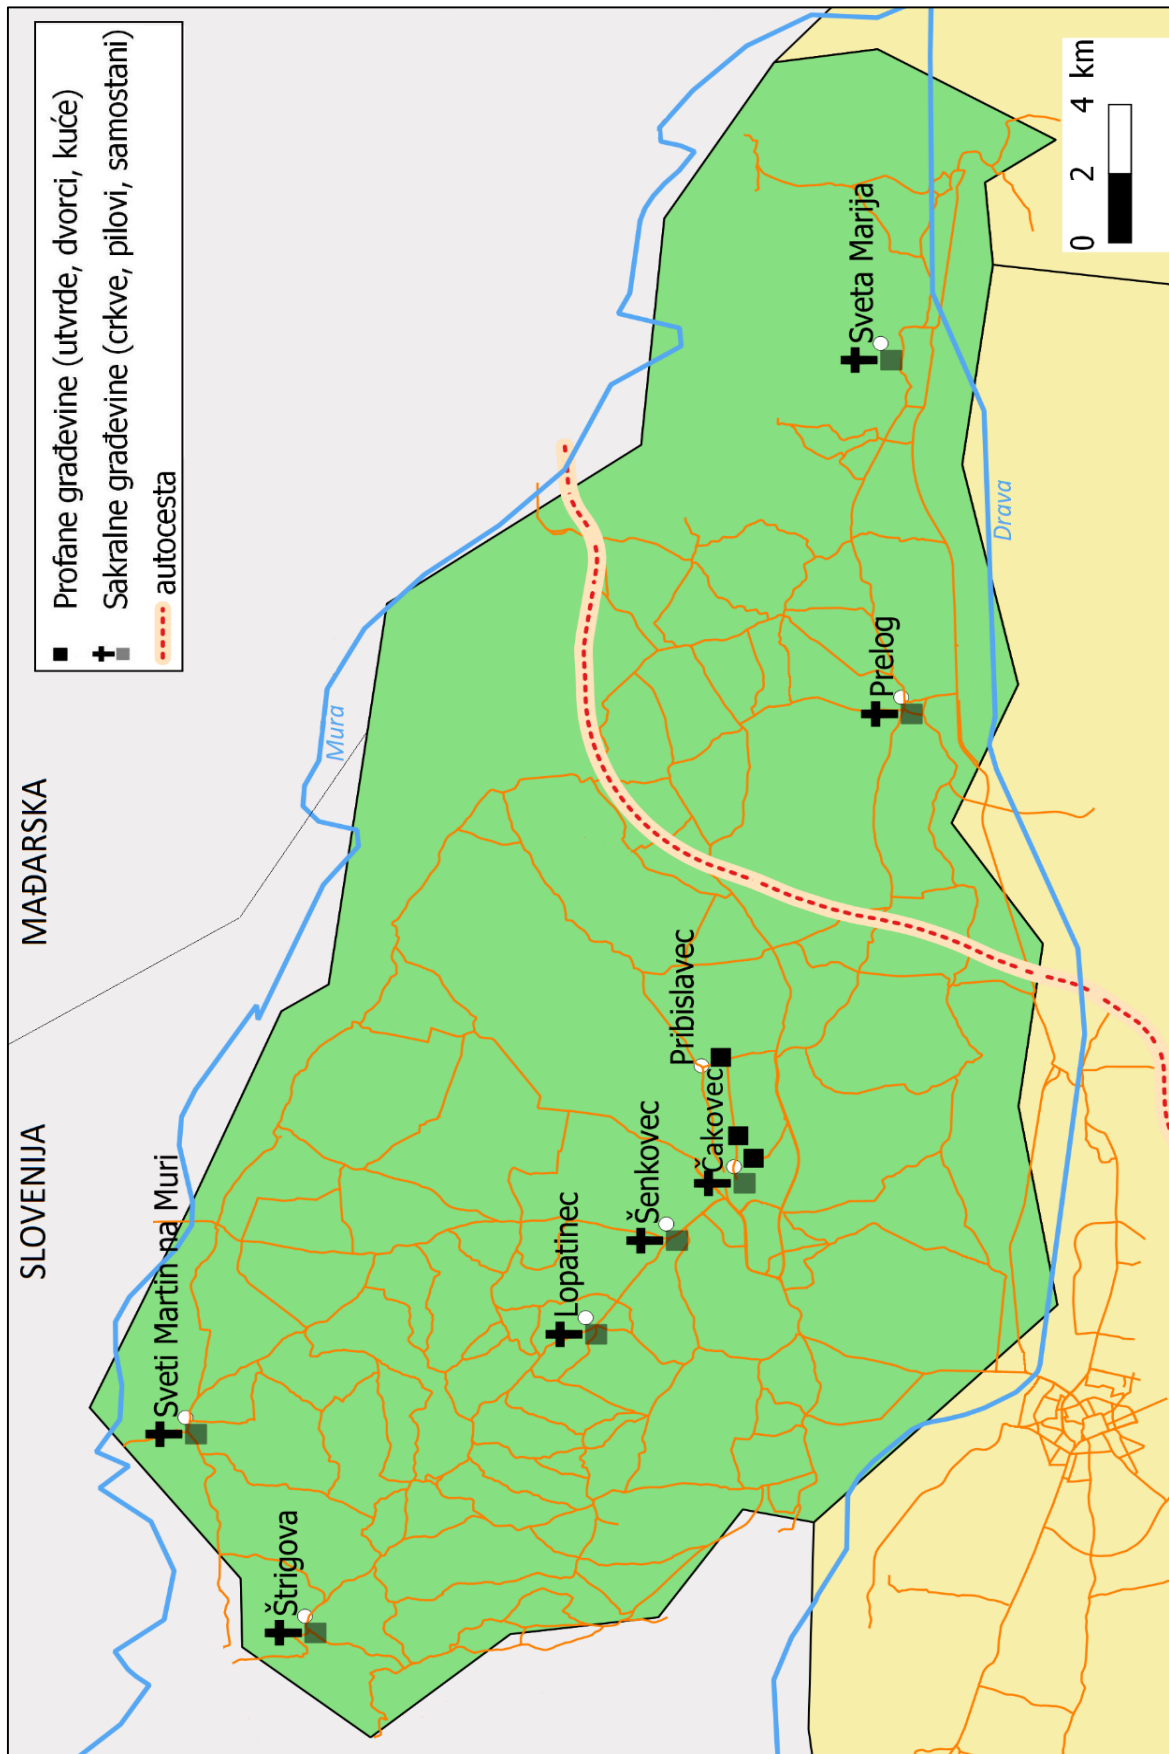 SLOVENIJA
MAĐARSKA
Profane građevine (utvrde, dvorci, kuće)
Sakralne građevine (crkve, pilovi, samostani)
autocesta
Sveti Martin na Muri
Mura
Štrigova
Lopatinec
Šenkovec
Pribislavec
Čakovec
Prelog
Sveta Marija
Drava
0 2 4 km